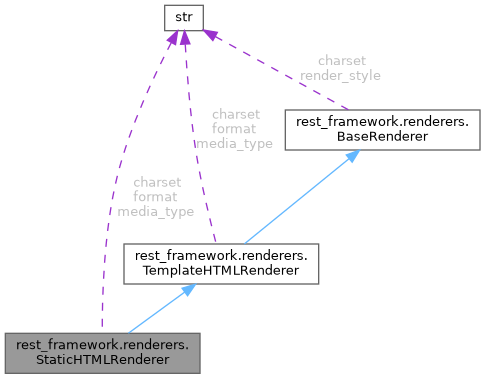 str
charset
render_style
charset
format
media_type
rest_framework.renderers.
BaseRenderer
charset
format
media_type
rest_framework.renderers.
TemplateHTMLRenderer
rest_framework.renderers.
StaticHTMLRenderer